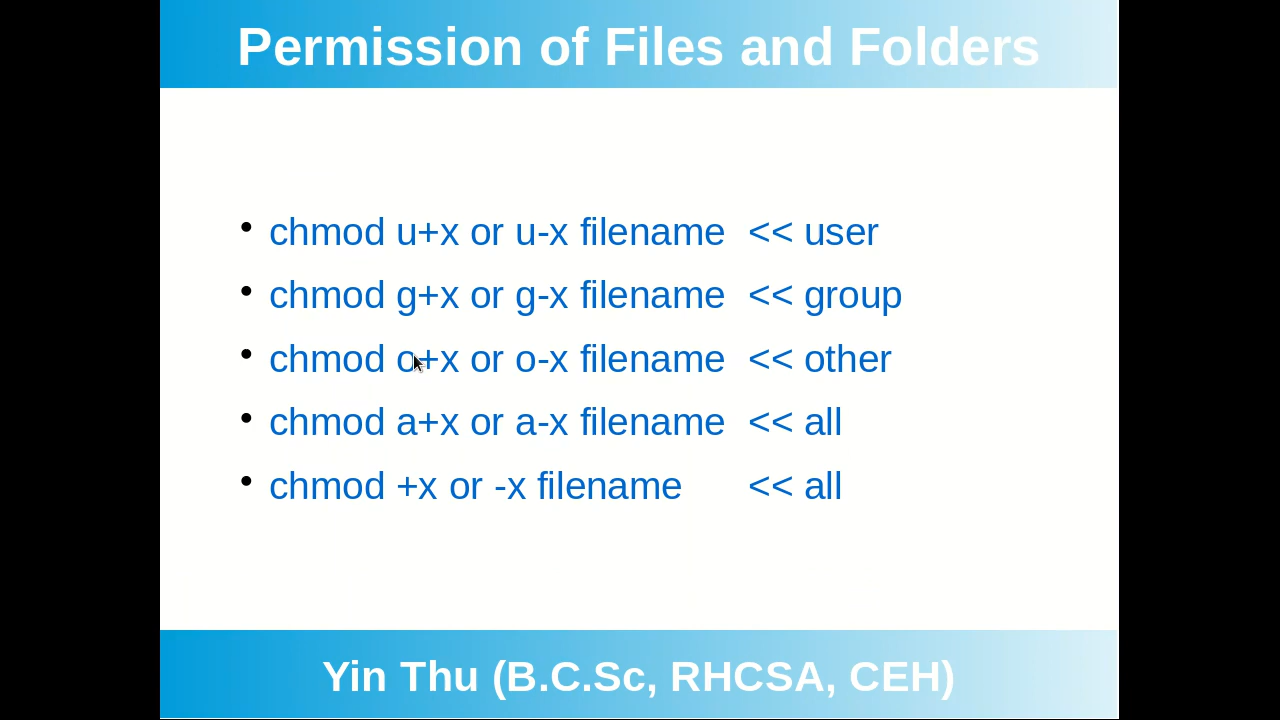 Permission of Files and Folders
• chmod u+x or u-x filename << user
• chmod g+x or g-x filename << group
• chmod o+x or o-x filename << other
• chmod a+x or a-x filename << all
• chmod +x or -x filename << all
Yin Thu (B.C.Sc, RHCSA, CEH)